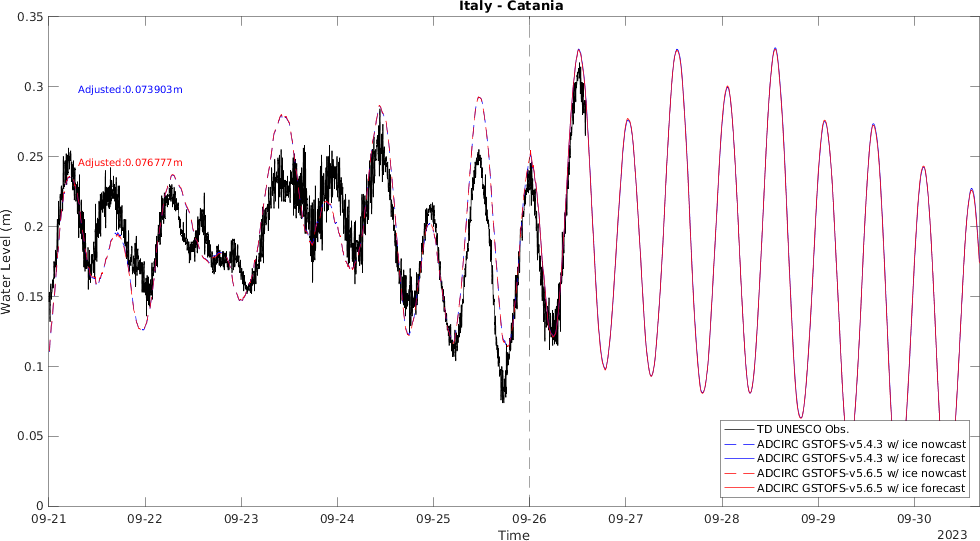 Italy - Catania
0.35
0.3
0.25
0.2
0.15
0.1
0.05
0
Water Level (m)
Adjusted:0.073903m
Adjusted:0.076777m
TD UNESCO Obs.
ADCIRC GSTOFS-v5.4.3 w/ ice nowcast
ADCIRC GSTOFS-v5.4.3 w/ ice forecast
ADCIRC GSTOFS-v5.6.5 w/ ice nowcast
ADCIRC GSTOFS-v5.6.5 w/ ice forecast
09-21 09-22 09-23 09-24 09-25 09-26 09-27 09-28 09-29 09-30
Time
2023